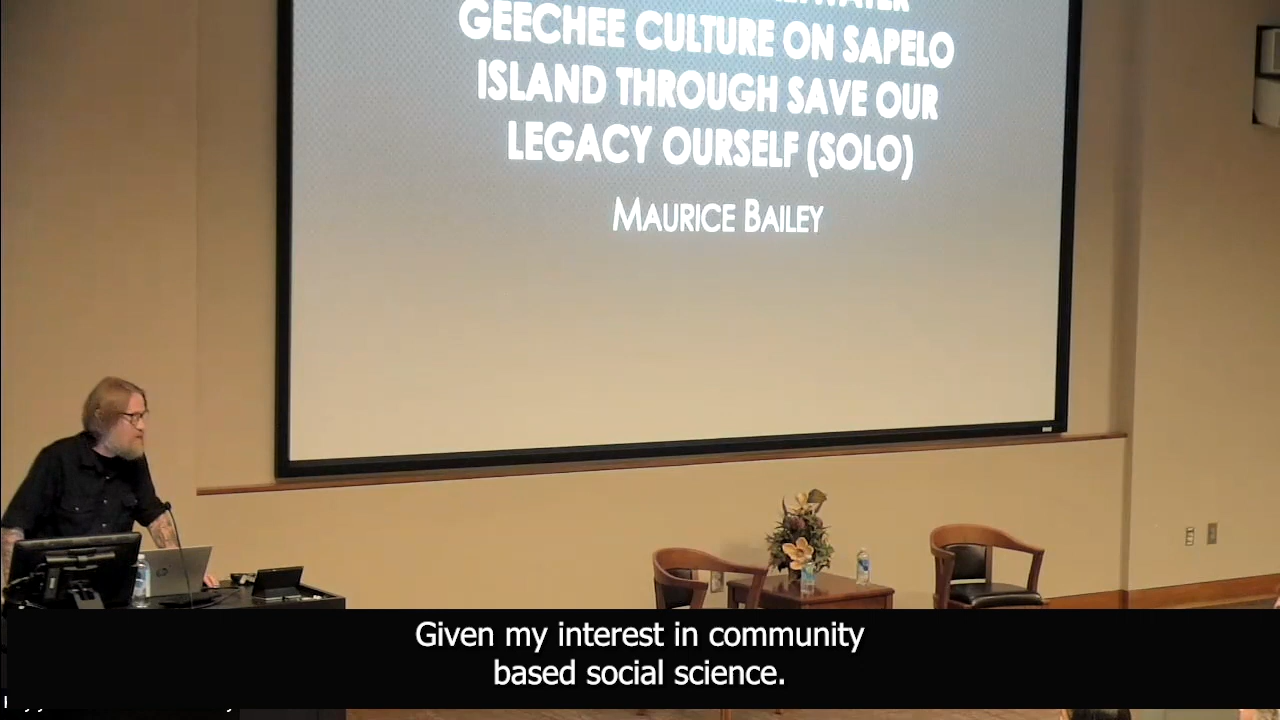 GEECHEE CULTURE ON SAPELO
ISLAND THROUGH SAVE OUR
LEGACY OURSELF (SOLO)
MAURICE BAILEY
Given my interest in community
based social science.